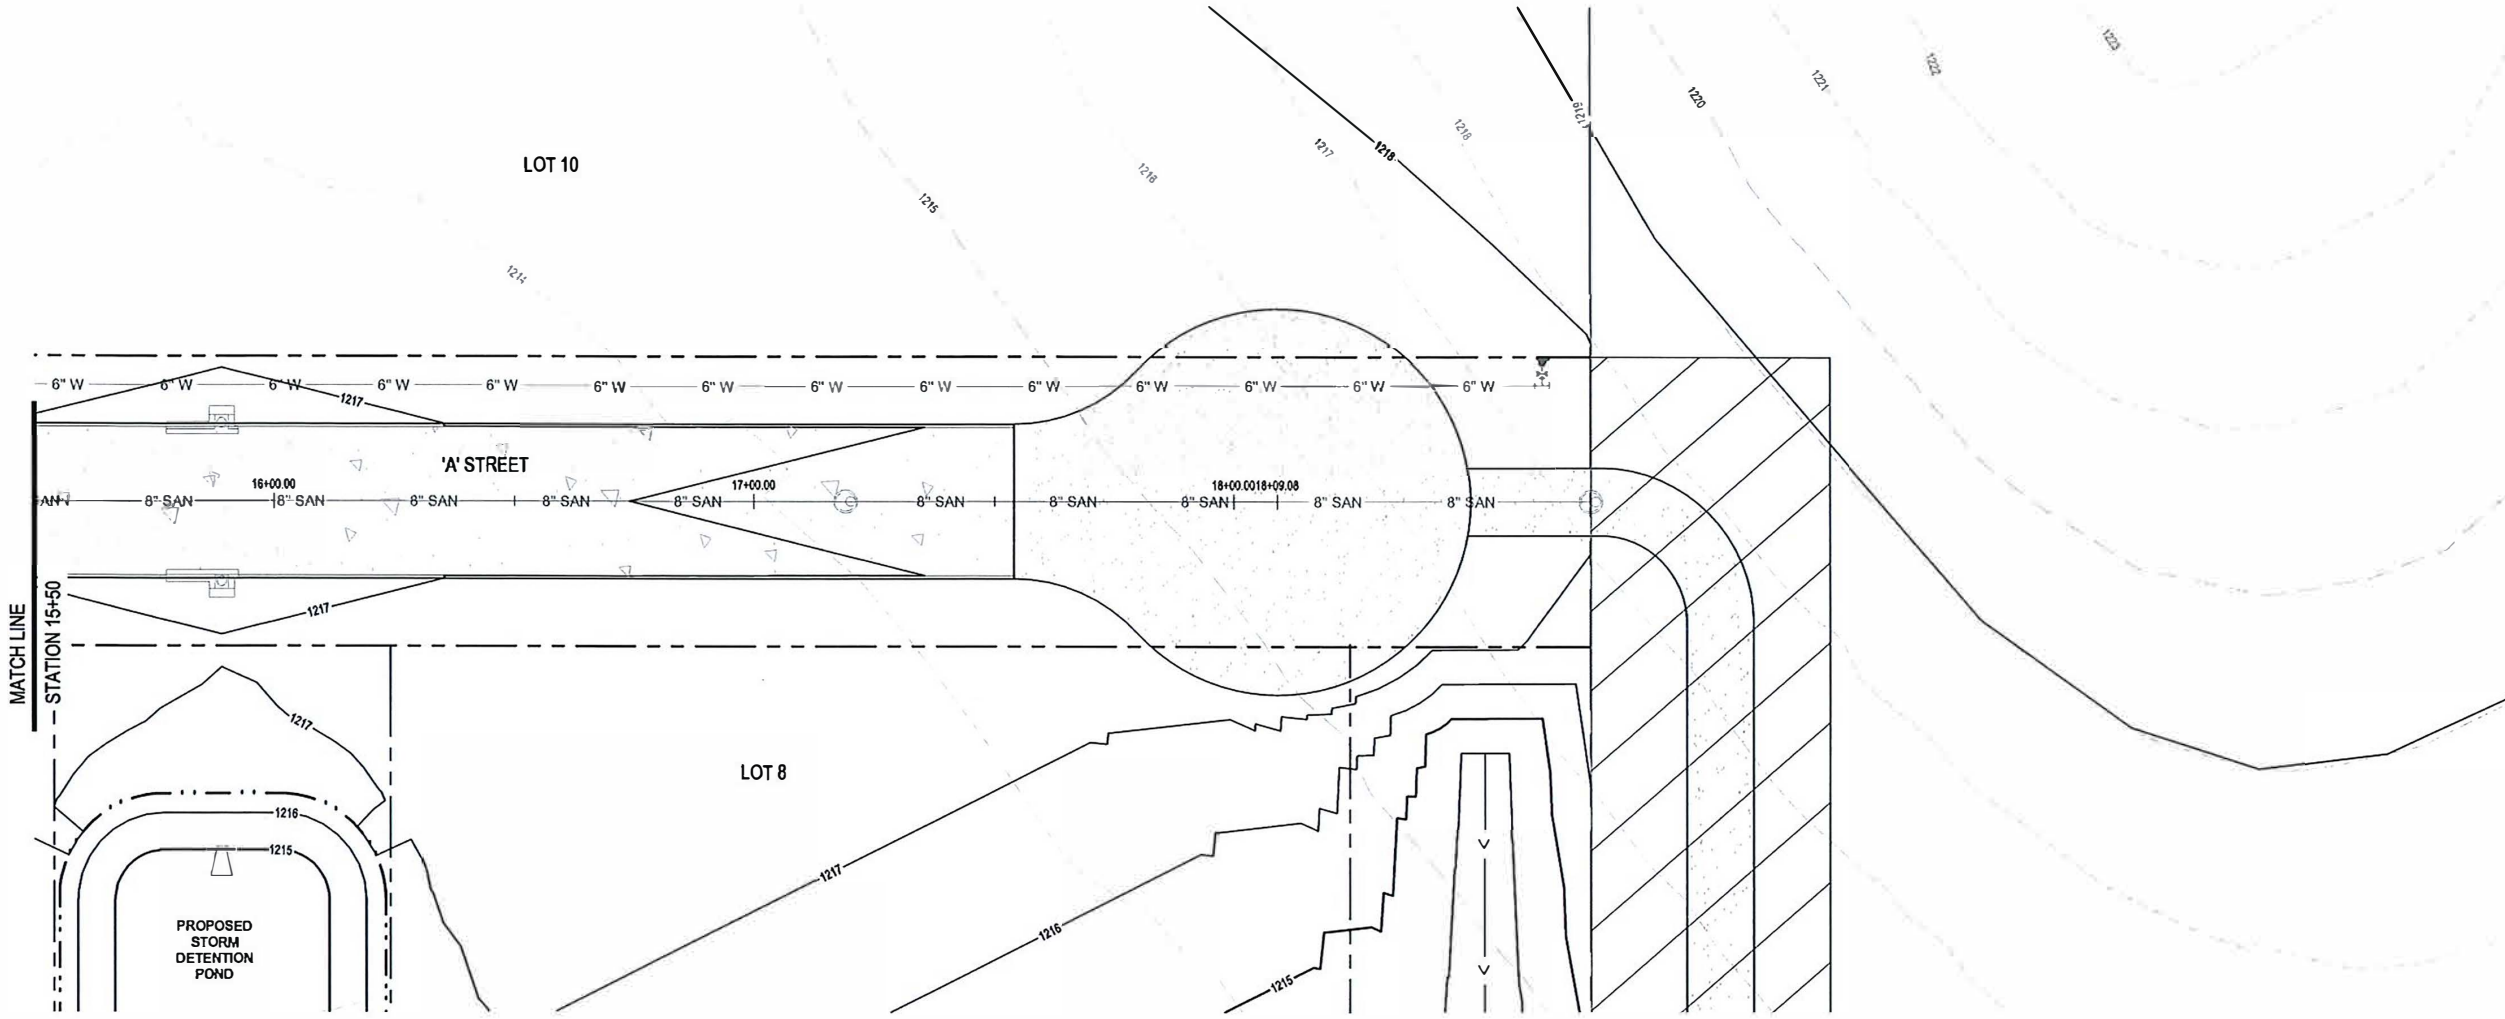 1223
1222
1221
1220
1219
1218
1218
1217
1216
1215
1214
LOT 10
6" W 6" W 6" W 6" W 6" W 6" W 6" W 6" W 6" W 6" W 6" W 6" W 6" W 6" W
1217
'A' STREET
16+00.00 17+00.00 18+00.00 18+09.08
SAN 8" SAN 8" SAN 8" SAN 8" SAN 8" SAN 8" SAN 8" SAN 8" SAN 8" SAN 8" SAN
MATCH LINE
STATION 15+50
1217
1217
LOT 8
1216
1215
1217
PROPOSED
STORM
DETENTION
POND
1216
1215
V
V